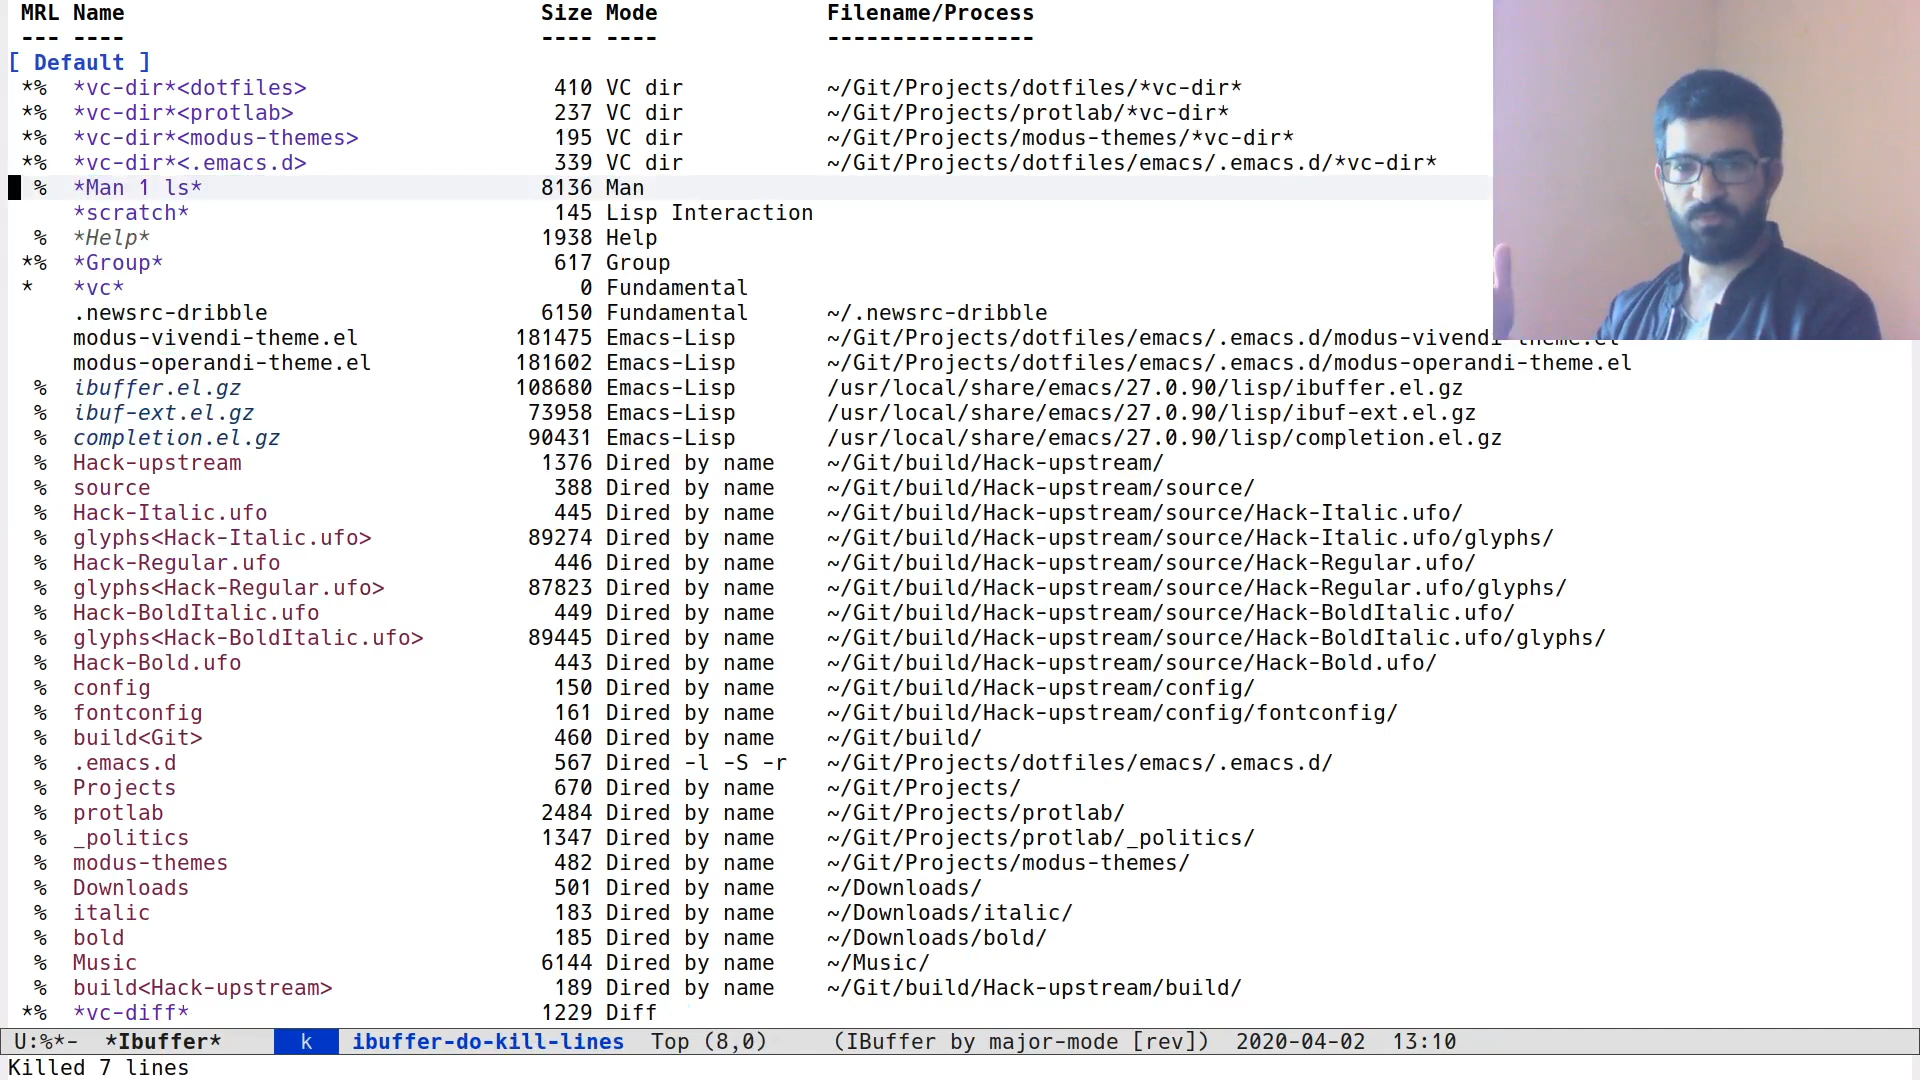 MRL Name Size Mode Filename/Process
--- ---- ---- ---- ----------------
[ Default ]
*% *vc-dir*<dotfiles> 410 VC dir ~/Git/Projects/dotfiles/*vc-dir*
*% *vc-dir*<protlab> 237 VC dir ~/Git/Projects/protlab/*vc-dir*
*% *vc-dir*<modus-themes> 195 VC dir ~/Git/Projects/modus-themes/*vc-dir*
*% *vc-dir*<.emacs.d> 339 VC dir ~/Git/Projects/dotfiles/emacs/.emacs.d/*vc-dir*
% *Man 1 ls* 8136 Man
*scratch* 145 Lisp Interaction
% *Help* 1938 Help
*% *Group* 617 Group
* *vc* 0 Fundamental
.newsrc-dribble 6150 Fundamental ~/.newsrc-dribble
modus-vivendi-theme.el 181475 Emacs-Lisp ~/Git/Projects/dotfiles/emacs/.emacs.d/modus-vivendi-theme.el
modus-operandi-theme.el 181602 Emacs-Lisp ~/Git/Projects/dotfiles/emacs/.emacs.d/modus-operandi-theme.el
% ibuffer.el.gz 108680 Emacs-Lisp /usr/local/share/emacs/27.0.90/lisp/ibuffer.el.gz
% ibuf-ext.el.gz 73958 Emacs-Lisp /usr/local/share/emacs/27.0.90/lisp/ibuf-ext.el.gz
% completion.el.gz 90431 Emacs-Lisp /usr/local/share/emacs/27.0.90/lisp/completion.el.gz
% Hack-upstream 1376 Dired by name ~/Git/build/Hack-upstream/
% source 388 Dired by name ~/Git/build/Hack-upstream/source/
% Hack-Italic.ufo 445 Dired by name ~/Git/build/Hack-upstream/source/Hack-Italic.ufo/
% glyphs<Hack-Italic.ufo> 89274 Dired by name ~/Git/build/Hack-upstream/source/Hack-Italic.ufo/glyphs/
% Hack-Regular.ufo 446 Dired by name ~/Git/build/Hack-upstream/source/Hack-Regular.ufo/
% glyphs<Hack-Regular.ufo> 87823 Dired by name ~/Git/build/Hack-upstream/source/Hack-Regular.ufo/glyphs/
% Hack-BoldItalic.ufo 449 Dired by name ~/Git/build/Hack-upstream/source/Hack-BoldItalic.ufo/
% glyphs<Hack-BoldItalic.ufo> 89445 Dired by name ~/Git/build/Hack-upstream/source/Hack-BoldItalic.ufo/glyphs/
% Hack-Bold.ufo 443 Dired by name ~/Git/build/Hack-upstream/source/Hack-Bold.ufo/
% config 150 Dired by name ~/Git/build/Hack-upstream/config/
% fontconfig 161 Dired by name ~/Git/build/Hack-upstream/config/fontconfig/
% build<Git> 460 Dired by name ~/Git/build/
% .emacs.d 567 Dired -l -S -r ~/Git/Projects/dotfiles/emacs/.emacs.d/
% Projects 670 Dired by name ~/Git/Projects/
% protlab 2484 Dired by name ~/Git/Projects/protlab/
% _politics 1347 Dired by name ~/Git/Projects/protlab/_politics/
% modus-themes 482 Dired by name ~/Git/Projects/modus-themes/
% Downloads 501 Dired by name ~/Downloads/
% italic 183 Dired by name ~/Downloads/italic/
% bold 185 Dired by name ~/Downloads/bold/
% Music 6144 Dired by name ~/Music/
% build<Hack-upstream> 189 Dired by name ~/Git/build/Hack-upstream/build/
*% *vc-diff* 1229 Diff
U:%*- *Ibuffer* k ibuffer-do-kill-lines Top (8,0) (IBuffer by major-mode [rev]) 2020-04-02 13:10
Killed 7 lines